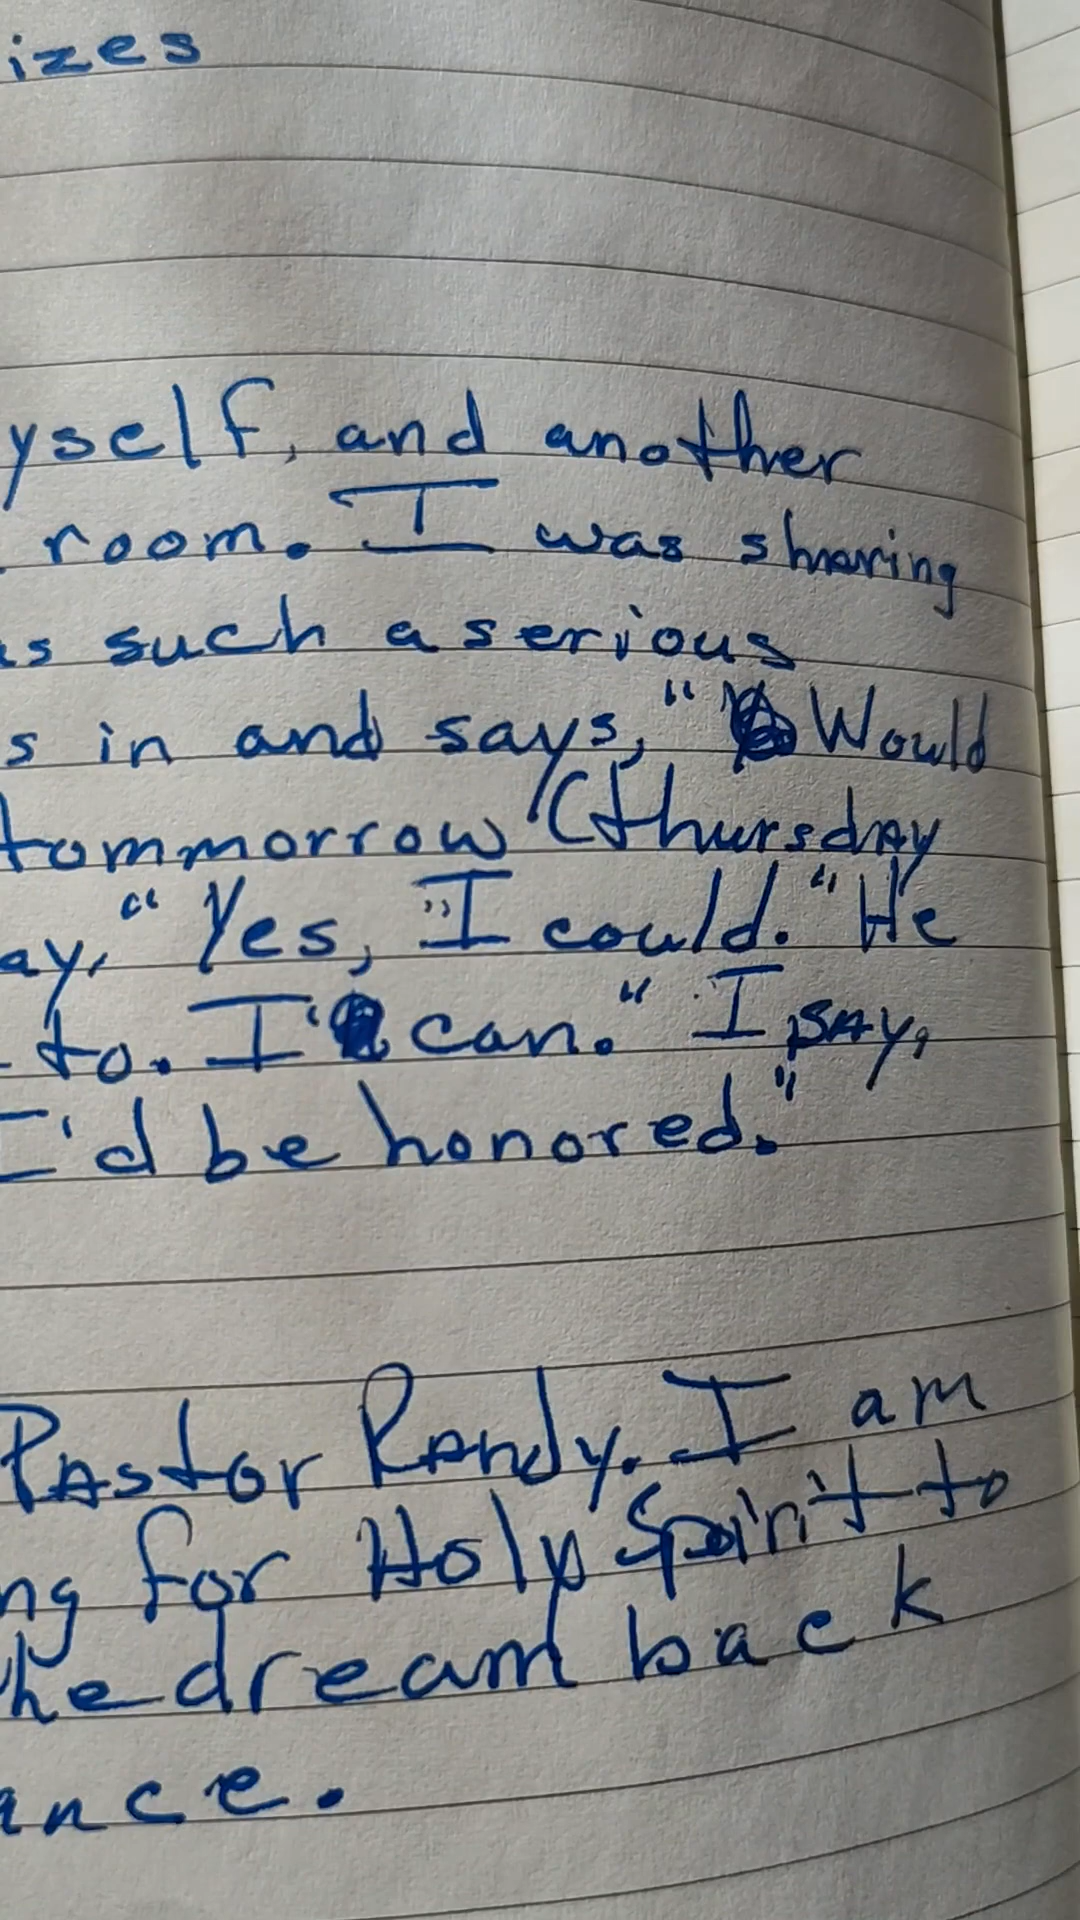 izes
yself, and another
room. I was sharing
as such a serious
s in and says, "Would
tommorrow (thursday
ay, "Yes, "I could." He
to. I can." I say,
I'd be honored."
Pastor Randy. I am
ng for Holy Spirit to
he dream back
ance.